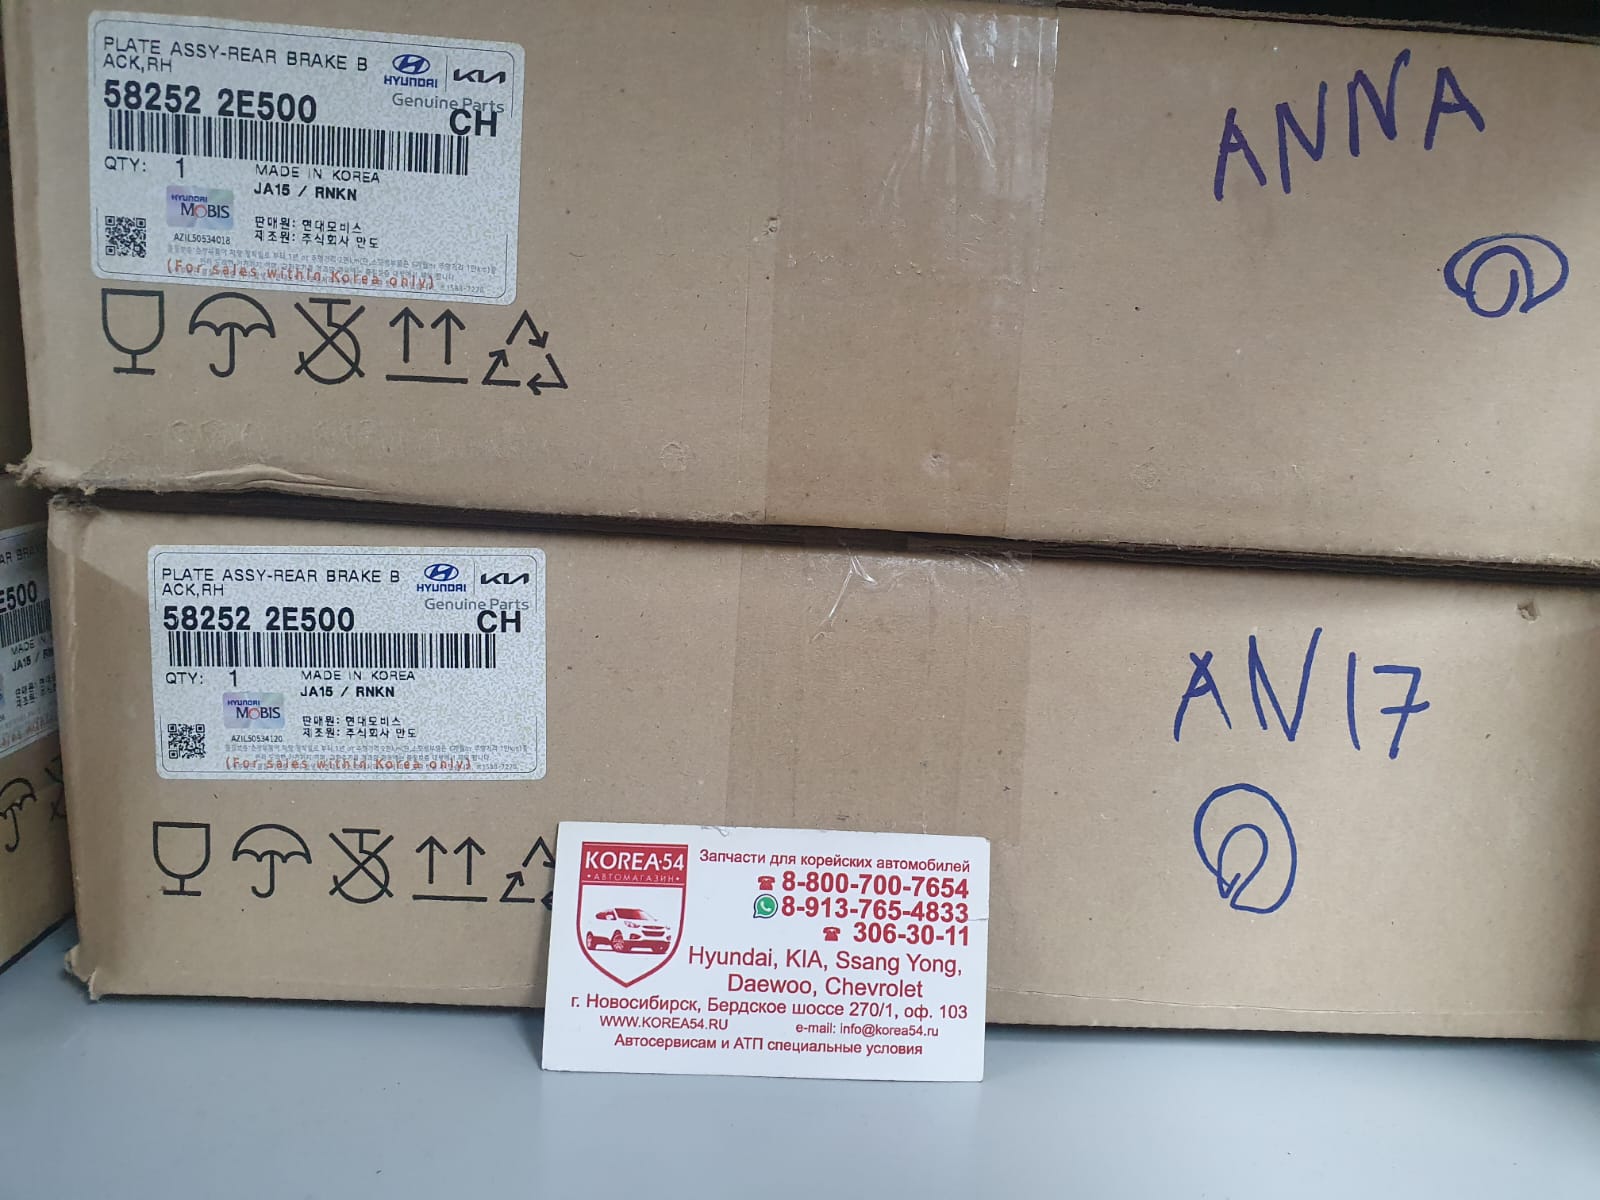 PLATE ASSY-REAR BRAKE B
ACK,RH
HYUNDAI
KIA
Genuine Parts
58252 2E500
CH
QTY: 1
MADE IN KOREA
JA15 / RNKN
HYUNDAI
MOBIS
AZIL50534018
판매원: 현대모비스
제조원: 주식회사 만도
(For sales within Korea only)
ANNA
PLATE ASSY-REAR BRAKE B
ACK,RH
HYUNDAI
KIA
Genuine Parts
58252 2E500
CH
QTY: 1
MADE IN KOREA
JA15 / RNKN
HYUNDAI
MOBIS
AZIL50534120
판매원: 현대모비스
제조원: 주식회사 만도
(For sales within Korea only)
AN17
KOREA·54
•АВТОМАГАЗИН•
Запчасти для корейских автомобилей
8-800-700-7654
8-913-765-4833
306-30-11
Hyundai, KIA, Ssang Yong,
Daewoo, Chevrolet
г. Новосибирск, Бердское шоссе 270/1, оф. 103
WWW.KOREA54.RU e-mail: info@korea54.ru
Автосервисам и АТП специальные условия